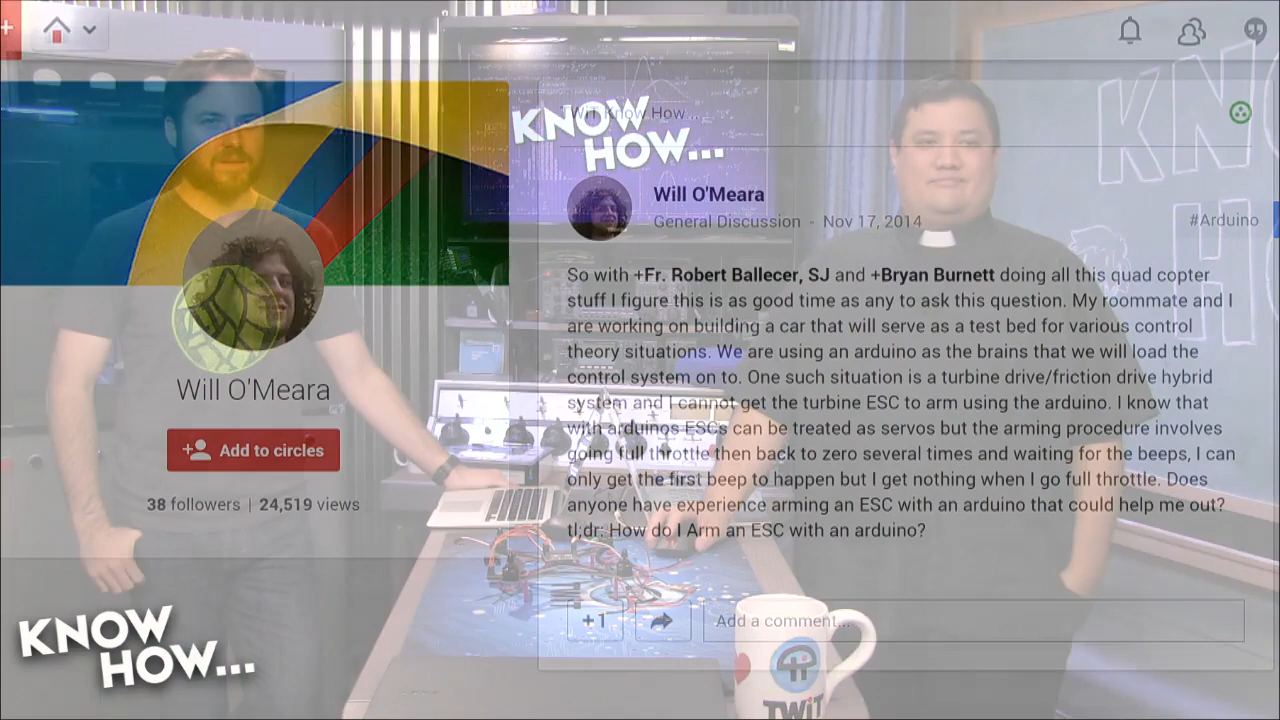 TWiT Know How...
KNOW
HOW...
Will O'Meara
General Discussion - Nov 17, 2014
#Arduino
So with +Fr. Robert Ballecer, SJ and +Bryan Burnett doing all this quad copter
stuff I figure this is as good time as any to ask this question. My roommate and I
are working on building a car that will serve as a test bed for various control
theory situations. We are using an arduino as the brains that we will load the
control system on to. One such situation is a turbine drive/friction drive hybrid
system and I cannot get the turbine ESC to arm using the arduino. I know that
with arduinos ESCs can be treated as servos but the arming procedure involves
going full throttle then back to zero several times and waiting for the beeps, I can
only get the first beep to happen but I get nothing when I go full throttle. Does
anyone have experience arming an ESC with an arduino that could help me out?
tl;dr: How do I Arm an ESC with an arduino?
+1
Add a comment...
Will O'Meara
Add to circles
38 followers | 24,519 views
KNOW
HOW...
KNO
H
TWiT